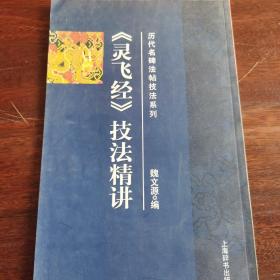 历代名碑法帖技法系列
《灵飞经》技法精讲
魏文源◎编
上海辞书出版